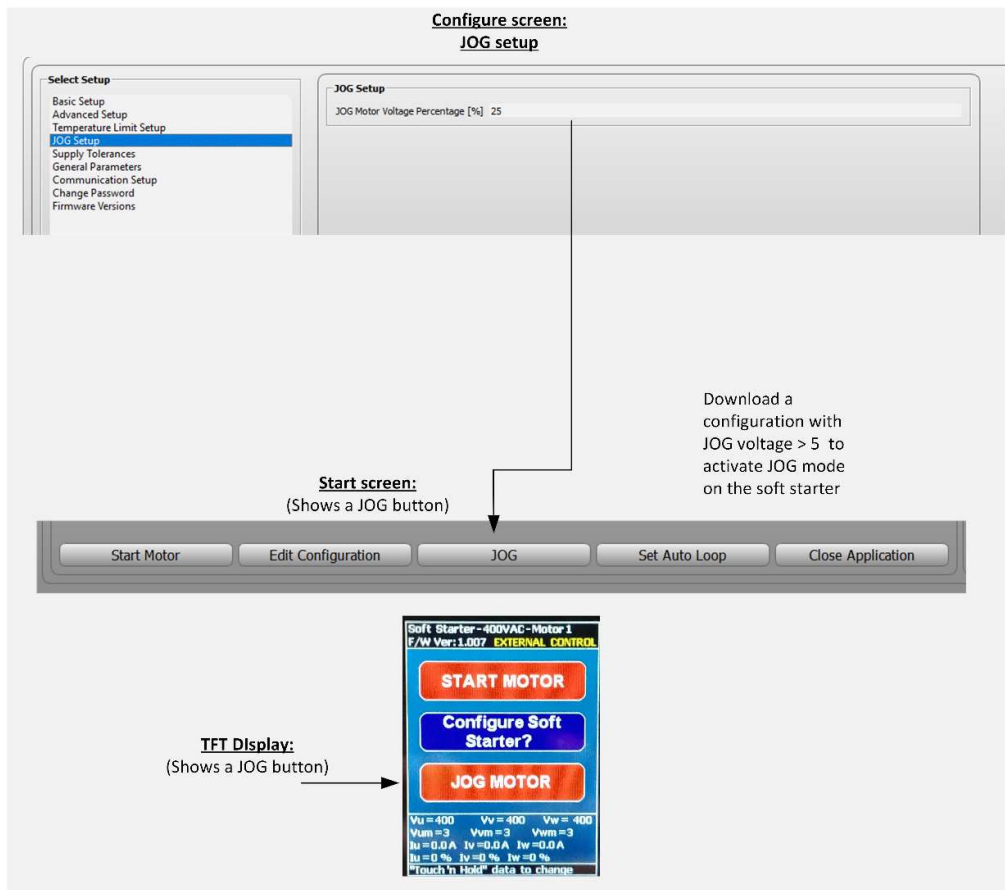 Configure screen:
JOG setup
Select Setup
Basic Setup
Advanced Setup
Temperature Limit Setup
JOG Setup
Supply Tolerances
General Parameters
Communication Setup
Change Password
Firmware Versions
JOG Setup
JOG Motor Voltage Percentage [%] 25
Download a
configuration with
JOG voltage > 5 to
activate JOG mode
on the soft starter
Start screen:
(Shows a JOG button)
Start Motor
Edit Configuration
JOG
Set Auto Loop
Close Application
Soft Starter-400VAC-Motor1
F/W Ver:1.007 EXTERNAL CONTROL
START MOTOR
Configure Soft
Starter?
JOG MOTOR
Vu=400 Vv=400 Vw= 400
Vum=3 Vvm=3 Vwm=3
Iu=0.0A Iv=0.0A Iw=0.0A
Iu=0 % Iv=0 % Iw=0 %
"Touch'n Hold" data to change
TFT DIsplay:
(Shows a JOG button)